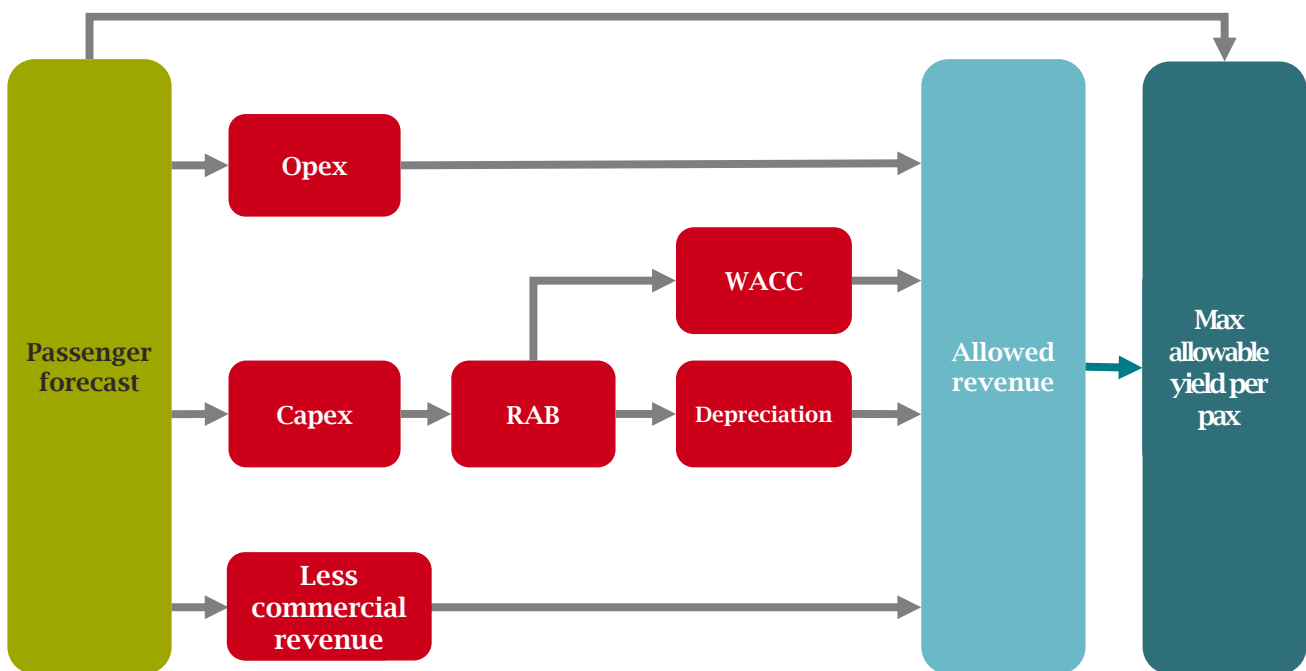 Opex
WACC
Passenger
forecast
Capex
RAB
Depreciation
Less
commercial
revenue
Allowed
revenue
Max
allowable
yield per
pax